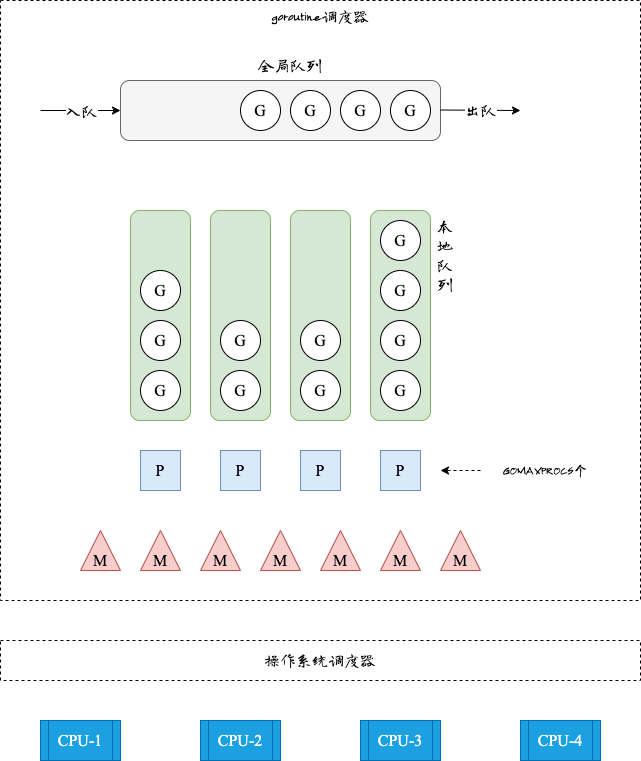 goroutine调度器
全局队列
入队 G G G G 出队
本地队列
G
G G
G G G G
G G G G
P P P P GOMAXPROCS个
M M M M M M M
操作系统调度器
CPU-1 CPU-2 CPU-3 CPU-4